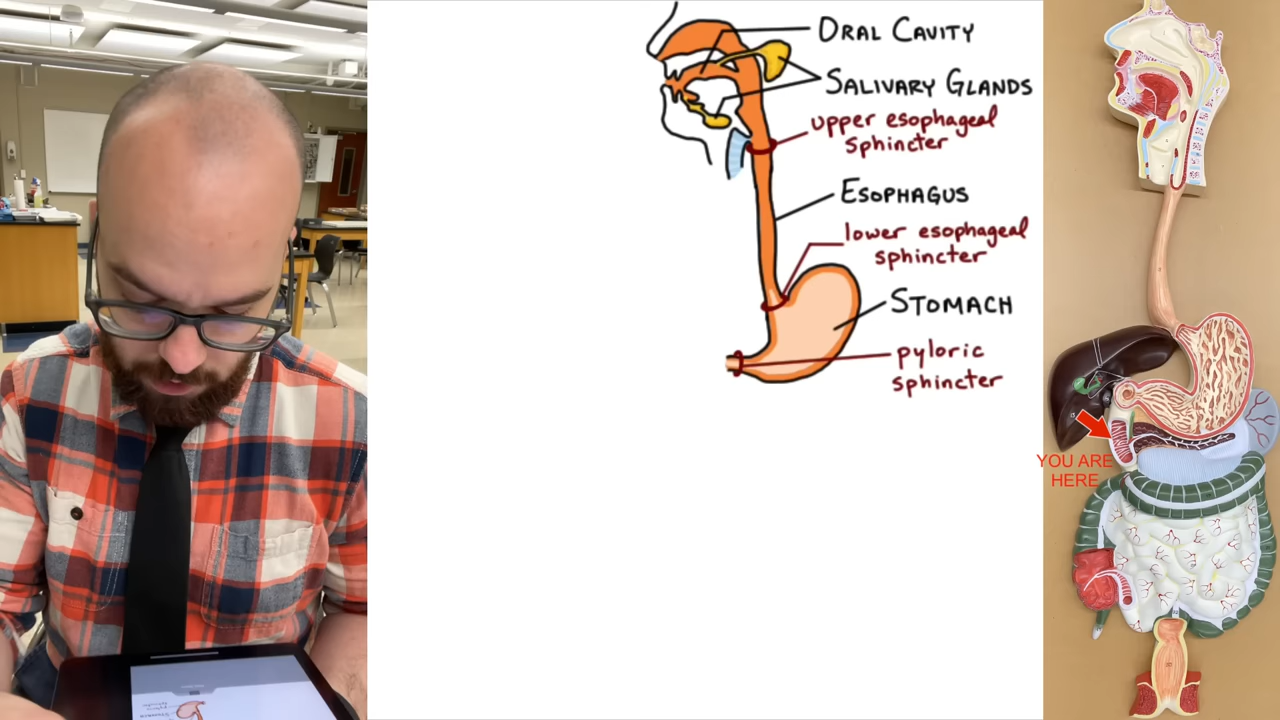 ORAL CAVITY
SALIVARY GLANDS
upper esophageal
sphincter
ESOPHAGUS
lower esophageal
sphincter
STOMACH
pyloric
sphincter
YOU ARE
HERE